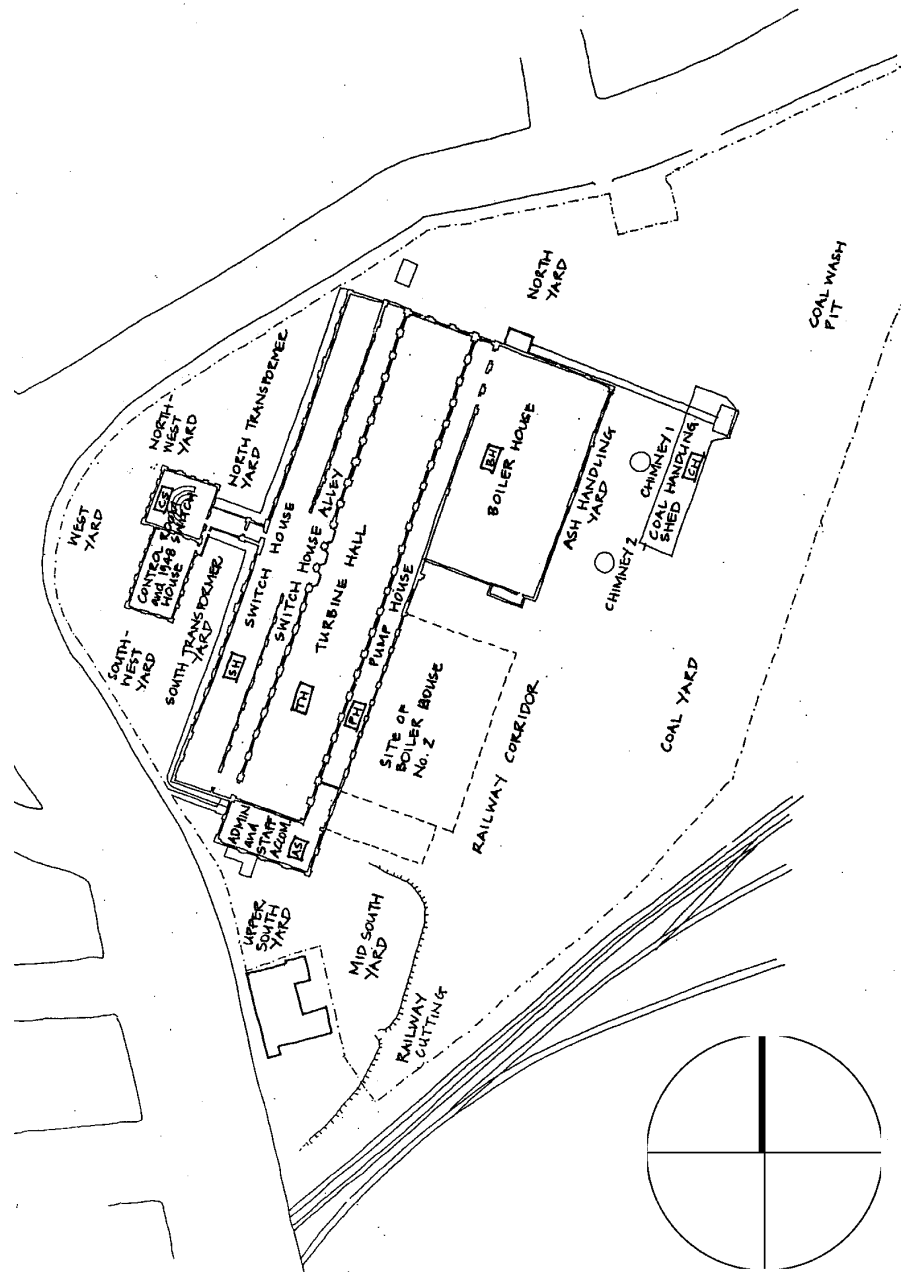 COAL WASH
PIT
NORTH
YARD
NORTH-
WEST
YARD
NORTH TRANSFORMER
YARD
WEST
YARD
CS
CONTROL ROOM
and 1948 SWITCH
HOUSE
SOUTH-
WEST
YARD
SOUTH TRANSFORMER
YARD
SWITCH HOUSE
SH
SWITCH HOUSE ALLEY
TURBINE HALL
TH
PUMP HOUSE
PH
BH
BOILER HOUSE
ASH HANDLING
YARD
CHIMNEY 1
CHIMNEY 2
COAL HANDLING
SHED
CH
SITE OF
BOILER HOUSE
No. 2
RAILWAY CORRIDOR
COAL YARD
ADMIN
and
STAFF
ACCOM
AS
UPPER
SOUTH
YARD
MID SOUTH
YARD
RAILWAY
CUTTING